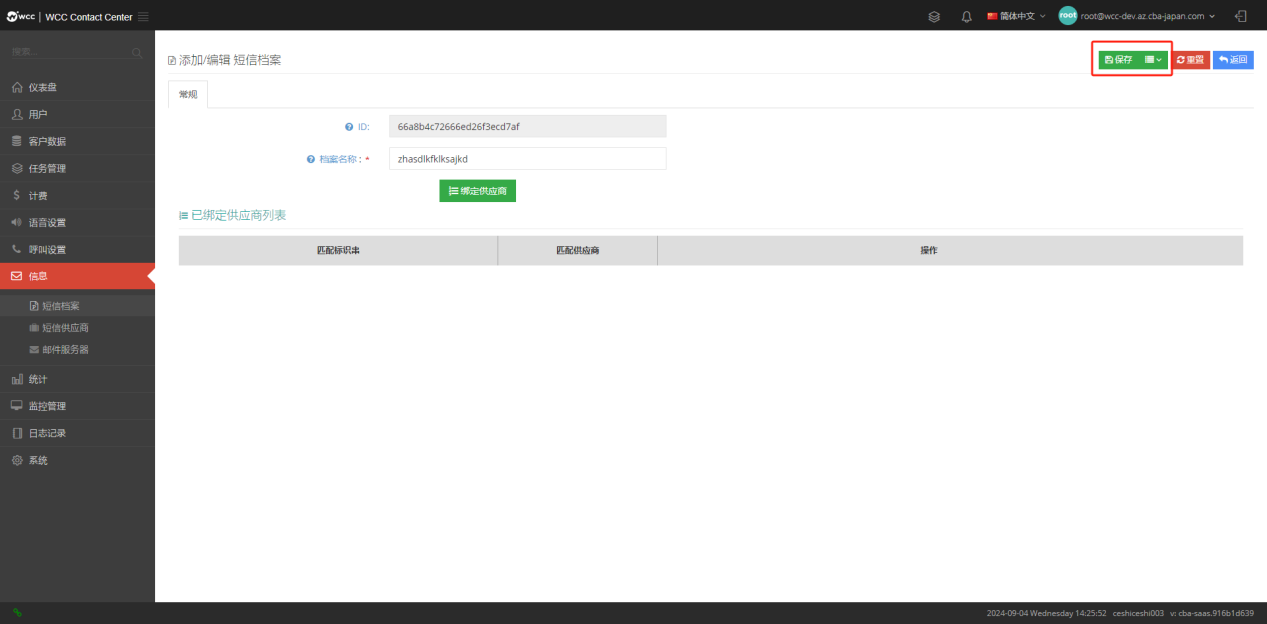 wcc | WCC Contact Center
简体中文
root
root@wcc-dev.az.cba-japan.com
搜索...
仪表盘
用户
客户数据
任务管理
计费
语音设置
呼叫设置
信息
短信档案
短信供应商
邮件服务器
统计
监控管理
日志记录
系统
添加/编辑 短信档案
保存
重置
返回
常规
ID:
66a8b4c72666ed26f3ecd7af
档案名称 : *
zhasdlkfklksajkd
绑定供应商
已绑定供应商列表
匹配标识串 匹配供应商 操作
2024-09-04 Wednesday 14:25:52 ceshiceshi003 v: cba-saas.916b1d639